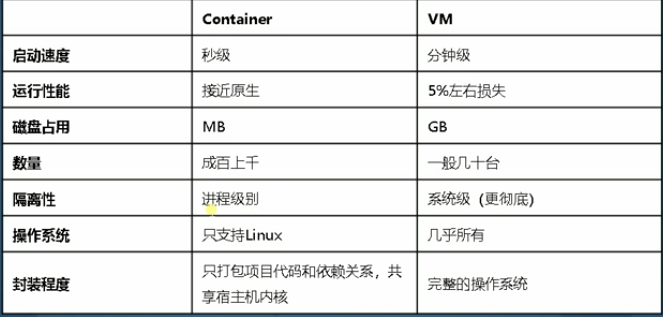 Container VM
启动速度 秒级 分钟级
运行性能 接近原生 5%左右损失
磁盘占用 MB GB
数量 成百上千 一般几十台
隔离性 进程级别 系统级（更彻底）
操作系统 只支持Linux 几乎所有
封装程度 只打包项目代码和依赖关系，共 完整的操作系统
享宿主机内核